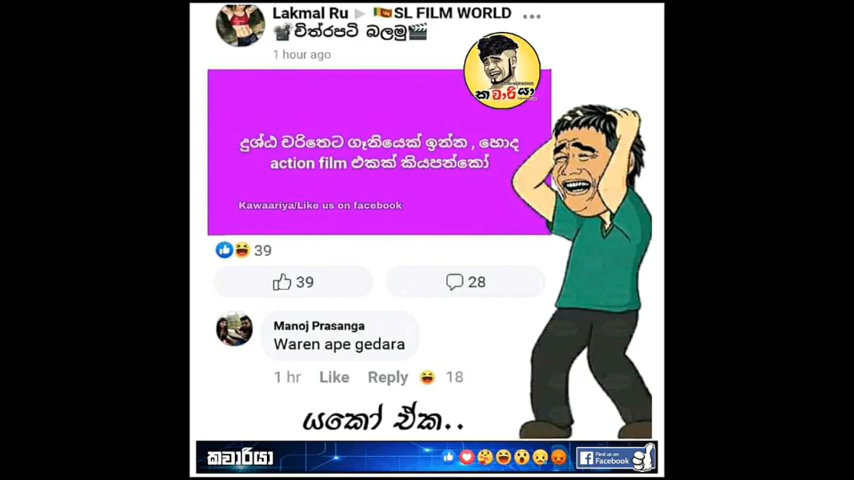 Lakmal Ru ▶ 🇱🇰SL FILM WORLD
📽️චිත්‍රපටි බලමු🎬
1 hour ago
කවාරියා
දුශ්ඨ චරිතෙට ගෑනියෙක් ඉන්න , හොද
action film එකක් කියපන්කෝ
Kawaariya/Like us on facebook
39
39
28
Manoj Prasanga
Waren ape gedara
1 hr Like Reply 18
යකෝ ඒක..
කවාරියා
Find us on
Facebook